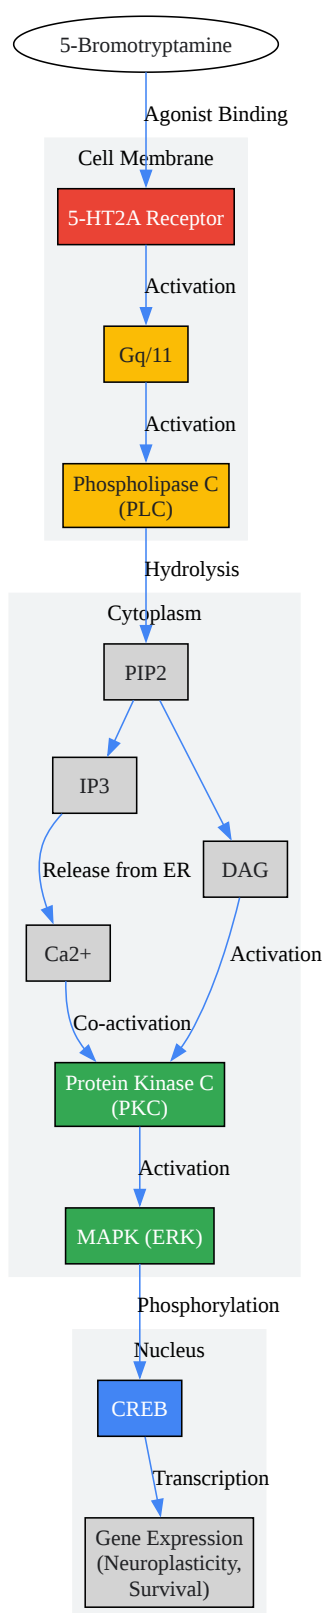 5-Bromotryptamine
Agonist Binding
Cell Membrane
5-HT2A Receptor
Activation
Gq/11
Activation
Phospholipase C
(PLC)
Hydrolysis
Cytoplasm
PIP2
IP3
DAG
Release from ER
Ca2+
Activation
Co-activation
Protein Kinase C
(PKC)
Activation
MAPK (ERK)
Phosphorylation
Nucleus
CREB
Transcription
Gene Expression
(Neuroplasticity,
Survival)